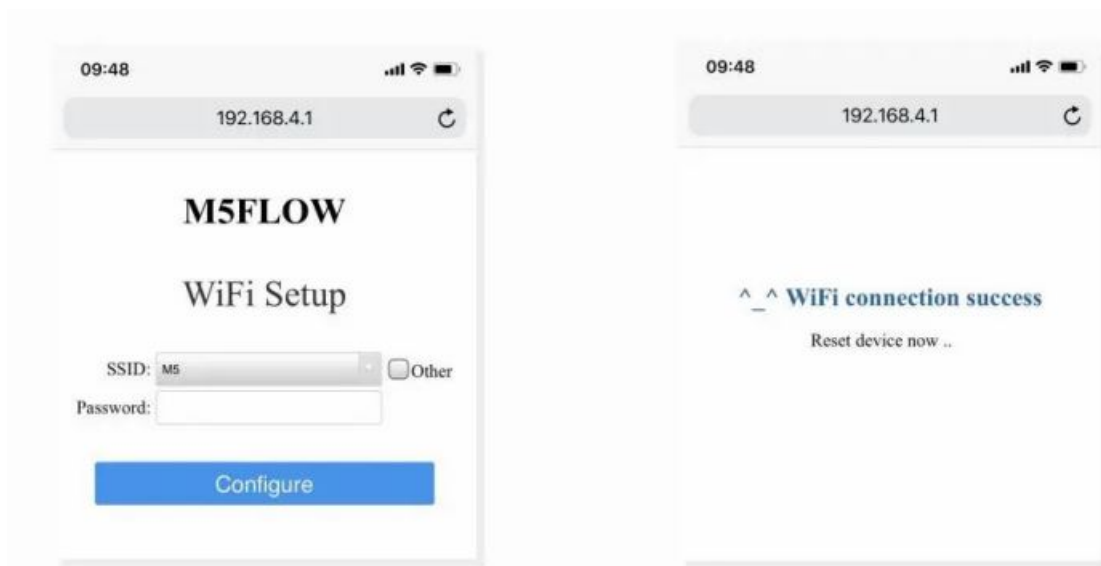 09:48
192.168.4.1
M5FLOW
WiFi Setup
SSID: M5 Other
Password:
Configure
09:48
192.168.4.1
^_^ WiFi connection success
Reset device now ..